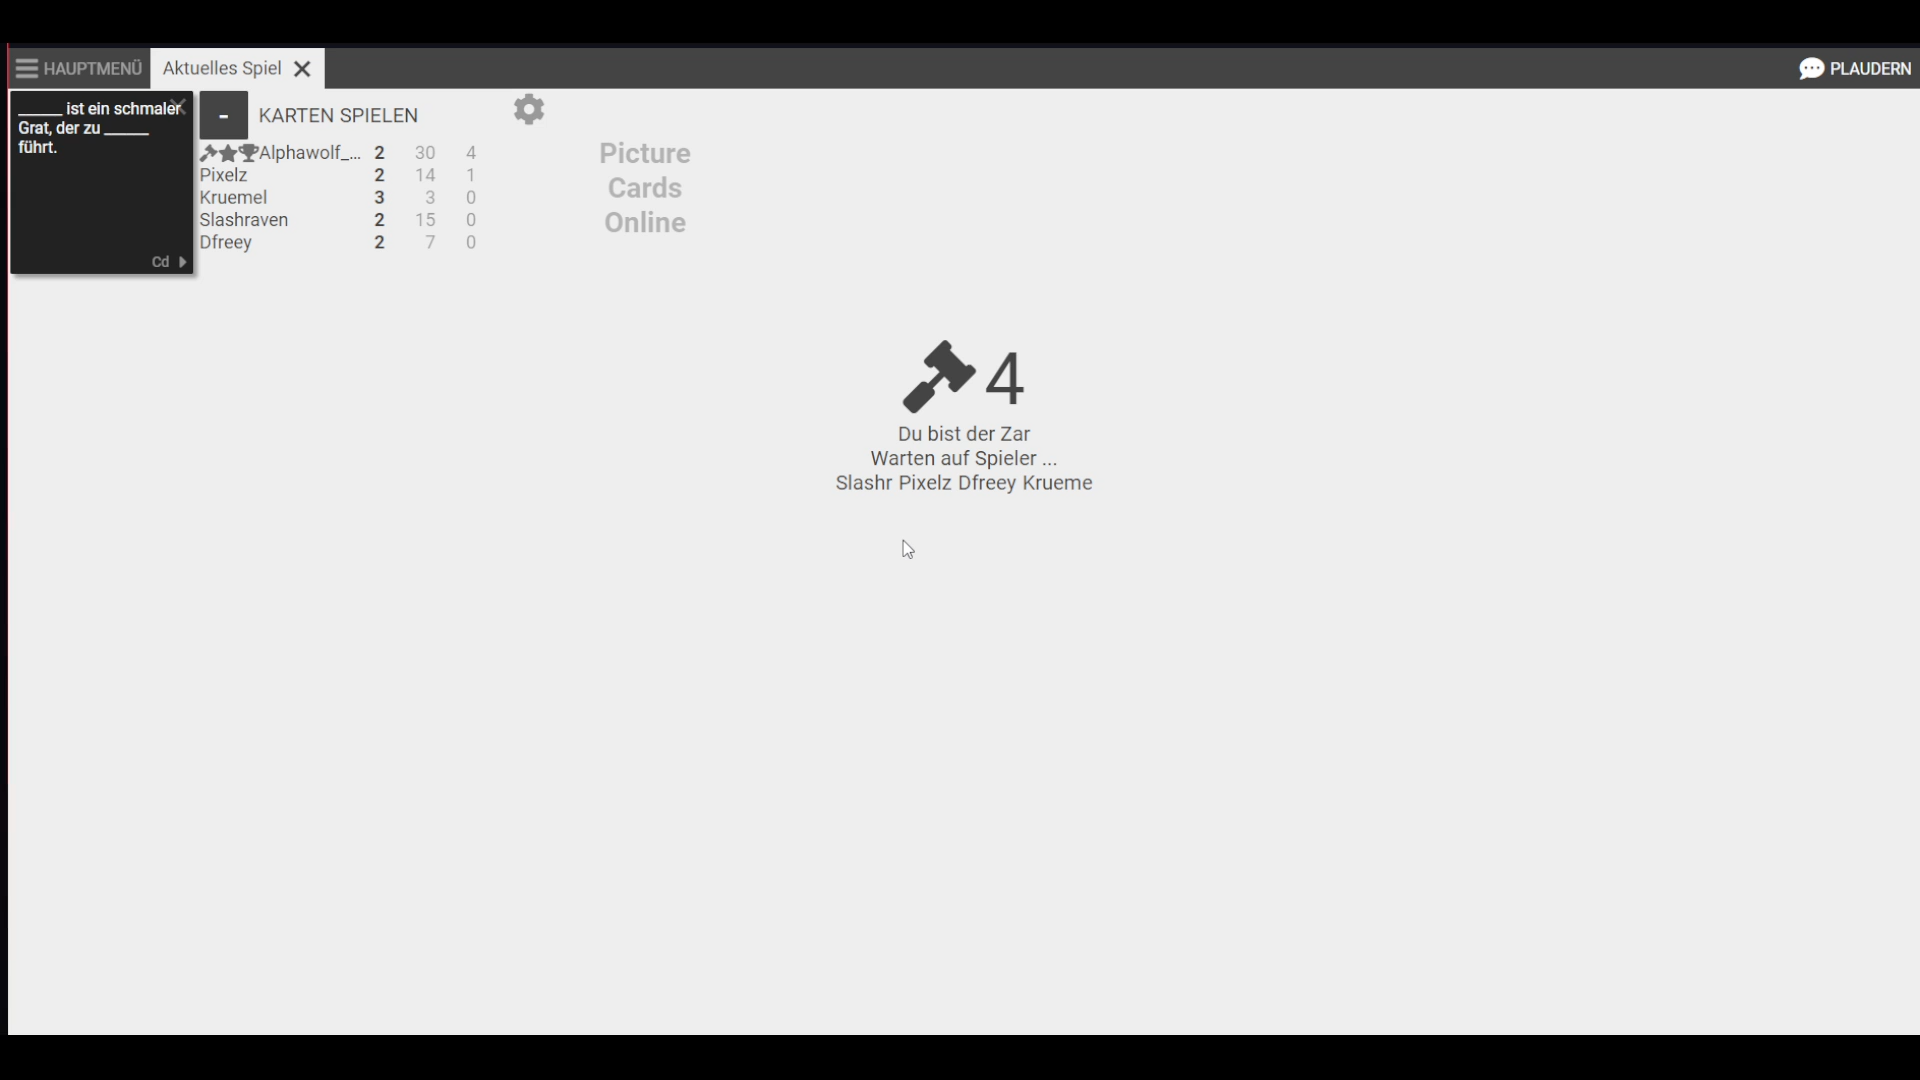 HAUPTMENÜ
Aktuelles Spiel
PLAUDERN
______ ist ein schmaler
Grat, der zu ______
führt.
Cd
-
KARTEN SPIELEN
Alphawolf_... 2 30 4
Pixelz 2 14 1
Kruemel 3 3 0
Slashraven 2 15 0
Dfreey 2 7 0
Picture
Cards
Online
4
Du bist der Zar
Warten auf Spieler ...
Slashr Pixelz Dfreey Krueme